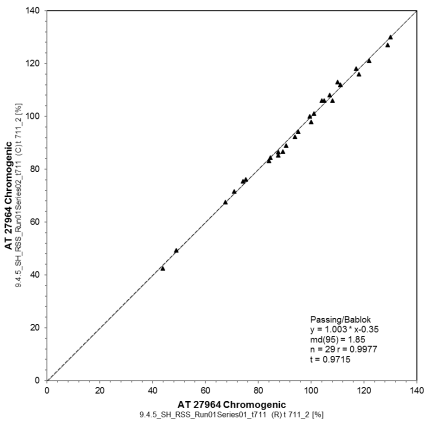 140
120
100
80
60
40
20
0
AT 27964 Chromogenic
9.4.5_SH_RSS_Run01Series02_t711 (C) t 711_2 [%]
Passing/Bablok
y = 1.003 * x-0.35
md(95) = 1.85
n = 29 r = 0.9977
t = 0.9715
0 20 40 60 80 100 120 140
AT 27964 Chromogenic
9.4.5_SH_RSS_Run01Series01_t711 (R) t 711_2 [%]